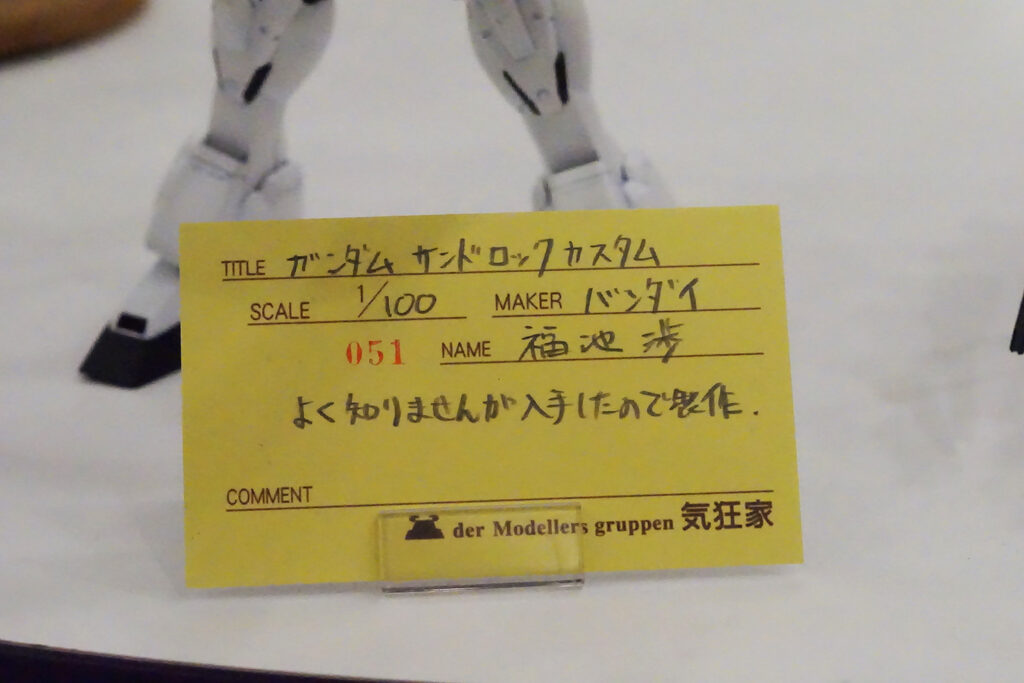 TITLE ガンダム サンドロックカスタム
SCALE 1/100 MAKER バンダイ
051 NAME 福池 渉
よく知りませんが入手したので製作.
COMMENT
der Modellers gruppen 気狂家